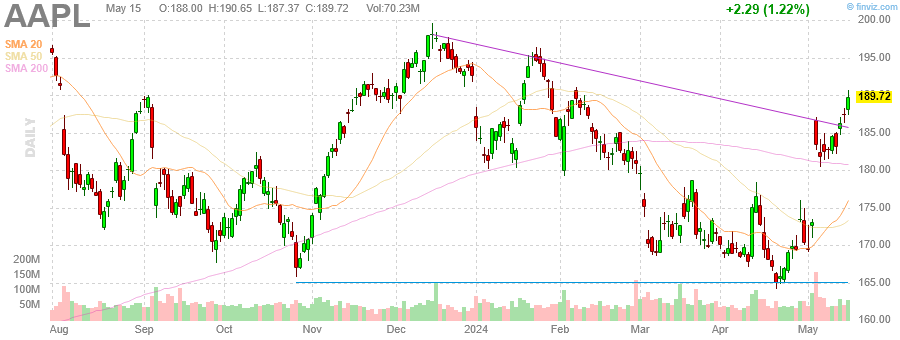 AAPL May 15 O:188.00 H:190.65 L:187.37 C:189.72 Vol:70.23M +2.29 (1.22%) © finviz.com
200.00
SMA 20
SMA 50
SMA 200
195.00
190.00
189.72
DAILY
185.00
180.00
175.00
170.00
165.00
160.00
200M
150M
100M
50M
Aug Sep Oct Nov Dec 2024 Feb Mar Apr May